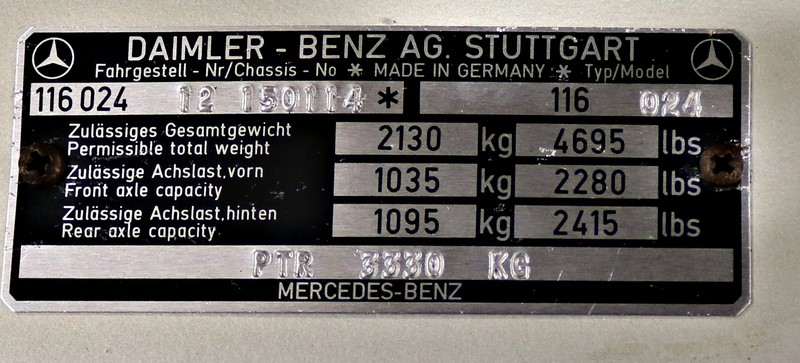 DAIMLER - BENZ AG. STUTTGART
Fahrgestell - Nr/Chassis - No * MADE IN GERMANY * Typ/Model
116 024 12 150114 * 116 024
Zulässiges Gesamtgewicht
Permissible total weight
2130 kg 4695 lbs
Zulässige Achslast,vorn
Front axle capacity
1035 kg 2280 lbs
Zulässige Achslast,hinten
Rear axle capacity
1095 kg 2415 lbs
PTR 3330 KG
MERCEDES-BENZ